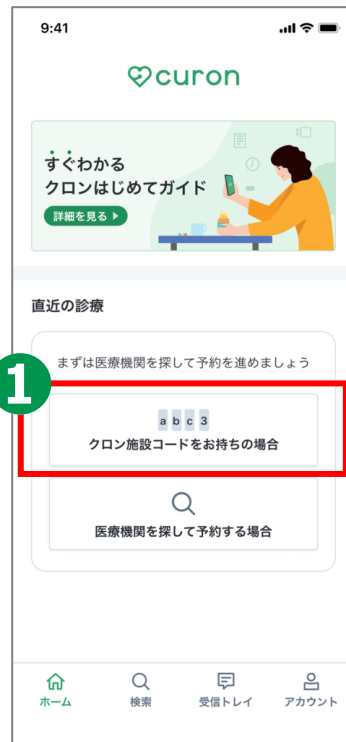 9:41
curon
すぐわかる
クロンはじめてガイド
詳細を見る
直近の診療
まずは医療機関を探して予約を進めましょう
1
a b c 3
クロン施設コードをお持ちの場合
医療機関を探して予約する場合
ホーム 検索 受信トレイ アカウント